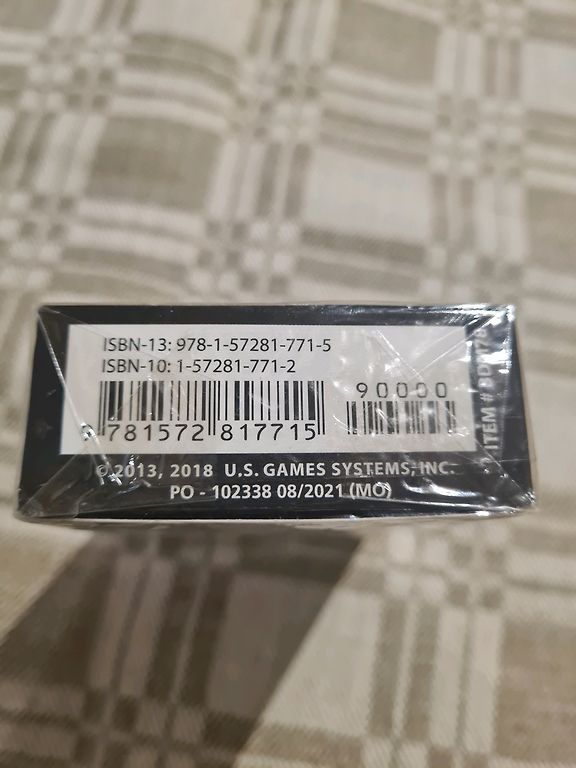 ISBN-13: 978-1-57281-771-5
ISBN-10: 1-57281-771-2
90000
9 781572 817715
©2013, 2018 U.S. GAMES SYSTEMS, INC.
PO - 102338 08/2021 (MO)
ITEM #